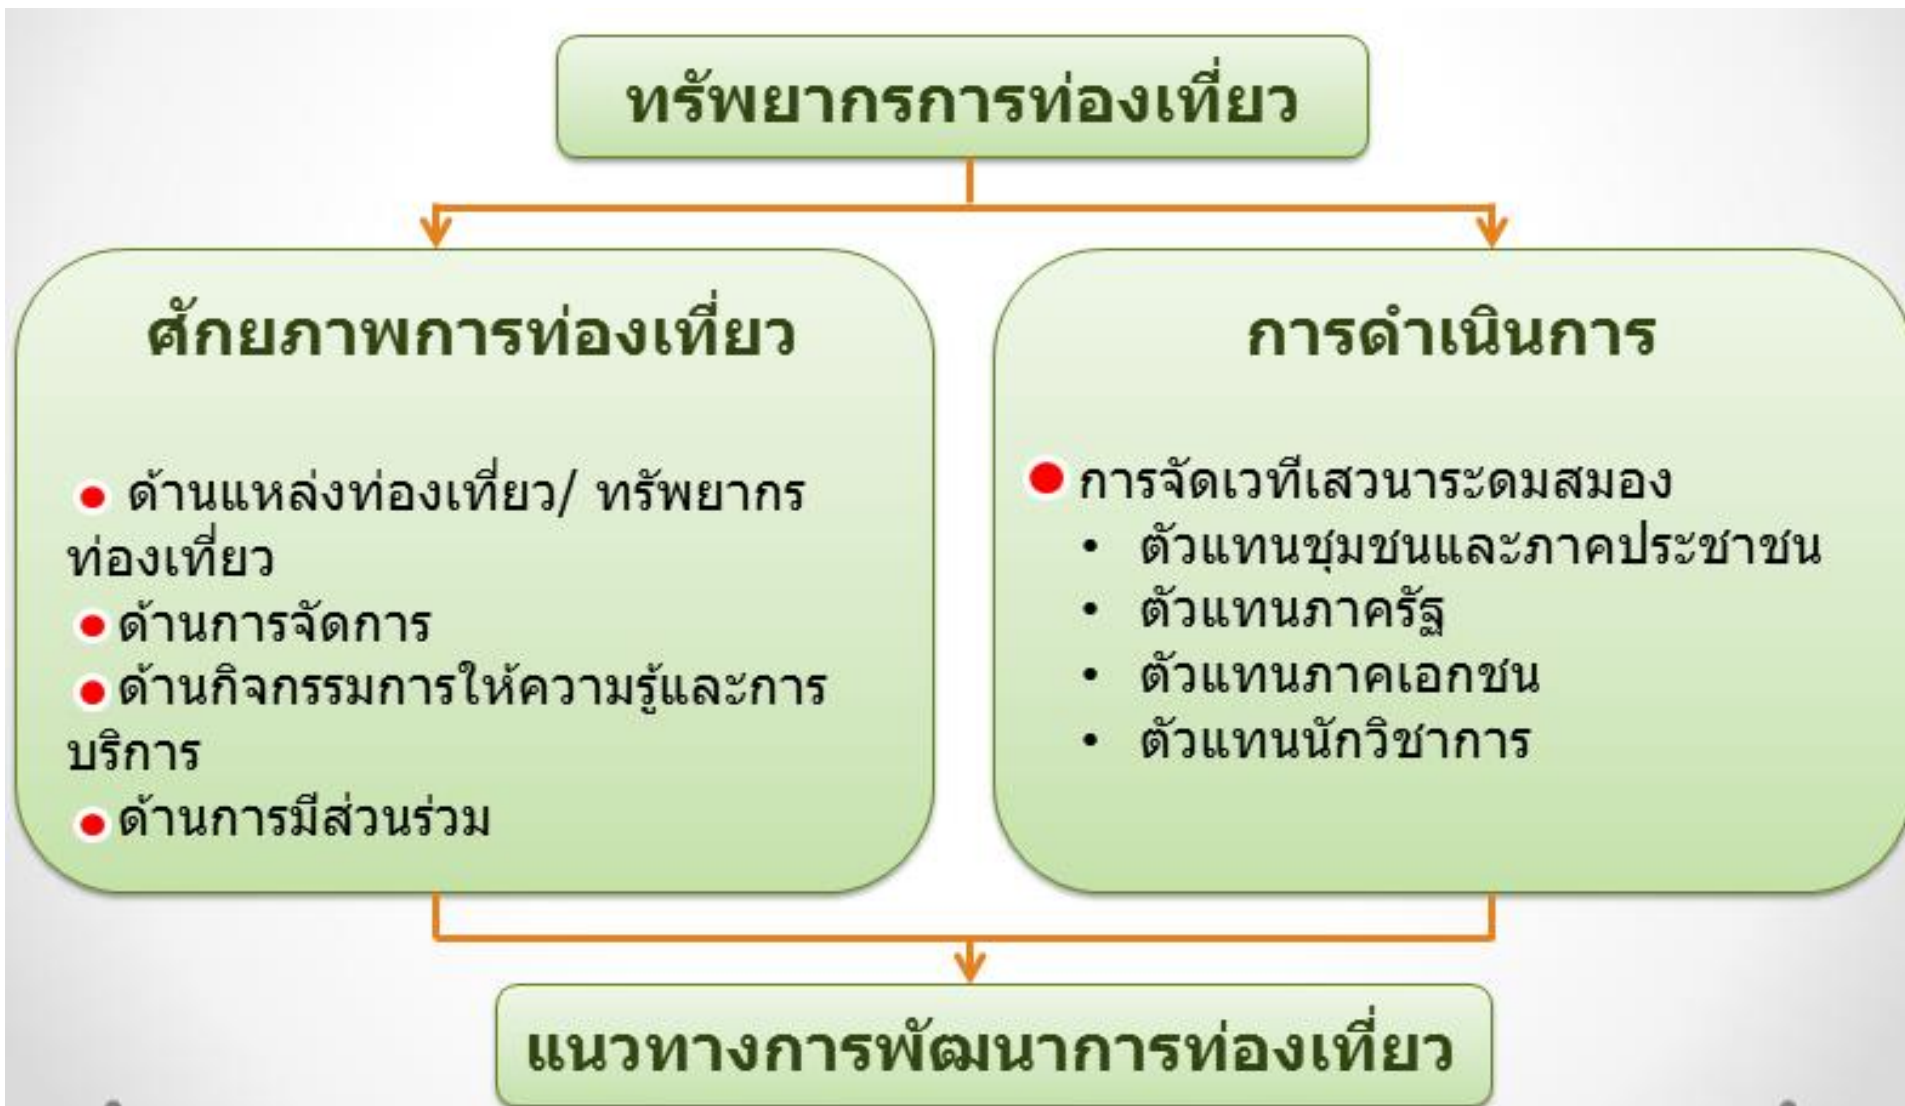 ทรัพยากรการท่องเที่ยว
ศักยภาพการท่องเที่ยว
● ด้านแหล่งท่องเที่ยว/ ทรัพยากร
ท่องเที่ยว
● ด้านการจัดการ
● ด้านกิจกรรมการให้ความรู้และการ
บริการ
● ด้านการมีส่วนร่วม
การดำเนินการ
● การจัดเวทีเสวนาระดมสมอง
• ตัวแทนชุมชนและภาคประชาชน
• ตัวแทนภาครัฐ
• ตัวแทนภาคเอกชน
• ตัวแทนนักวิชาการ
แนวทางการพัฒนาการท่องเที่ยว